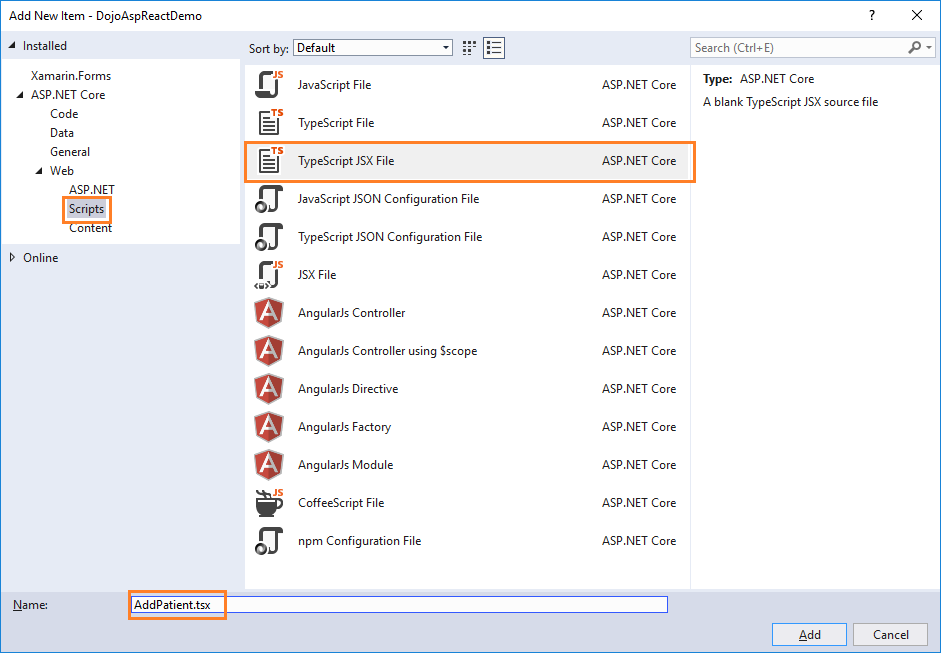 Add New Item - DojoAspReactDemo
?
Installed
Xamarin.Forms
ASP.NET Core
Code
Data
General
Web
ASP.NET
Scripts
Content
Online
Sort by: Default
Search (Ctrl+E)
JS JavaScript File ASP.NET Core
TS TypeScript File ASP.NET Core
TS TypeScript JSX File ASP.NET Core
JavaScript JSON Configuration File ASP.NET Core
TypeScript JSON Configuration File ASP.NET Core
JS JSX File ASP.NET Core
A AngularJs Controller ASP.NET Core
A AngularJs Controller using $scope ASP.NET Core
A AngularJs Directive ASP.NET Core
A AngularJs Factory ASP.NET Core
A AngularJs Module ASP.NET Core
JS CoffeeScript File ASP.NET Core
npm Configuration File ASP.NET Core
Type: ASP.NET Core
A blank TypeScript JSX source file
Name: AddPatient.tsx
Add Cancel